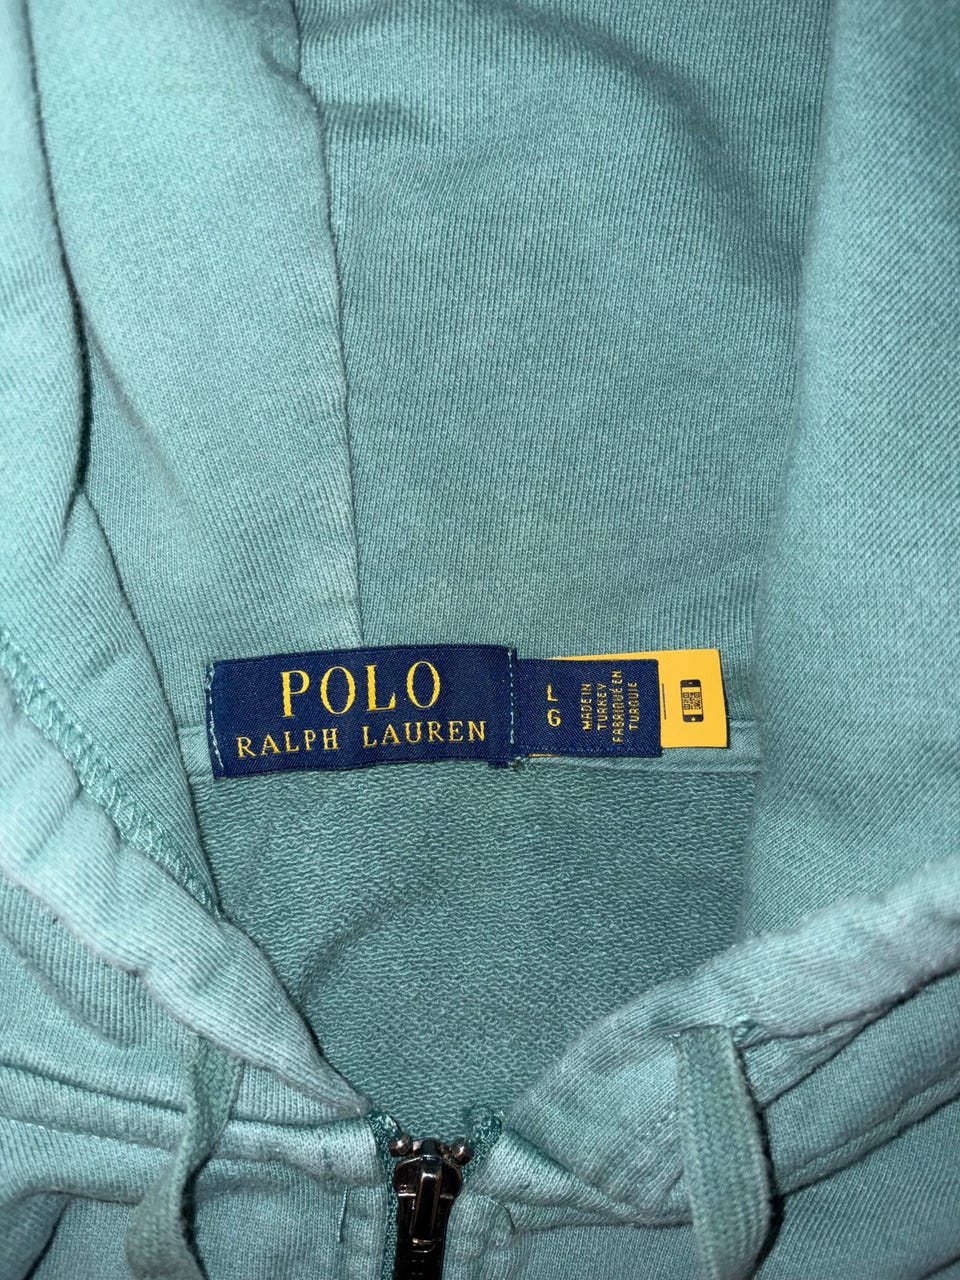 POLO
RALPH LAUREN
L
G
MADE IN
TURKEY
FABRIQUÉ EN
TURQUIE